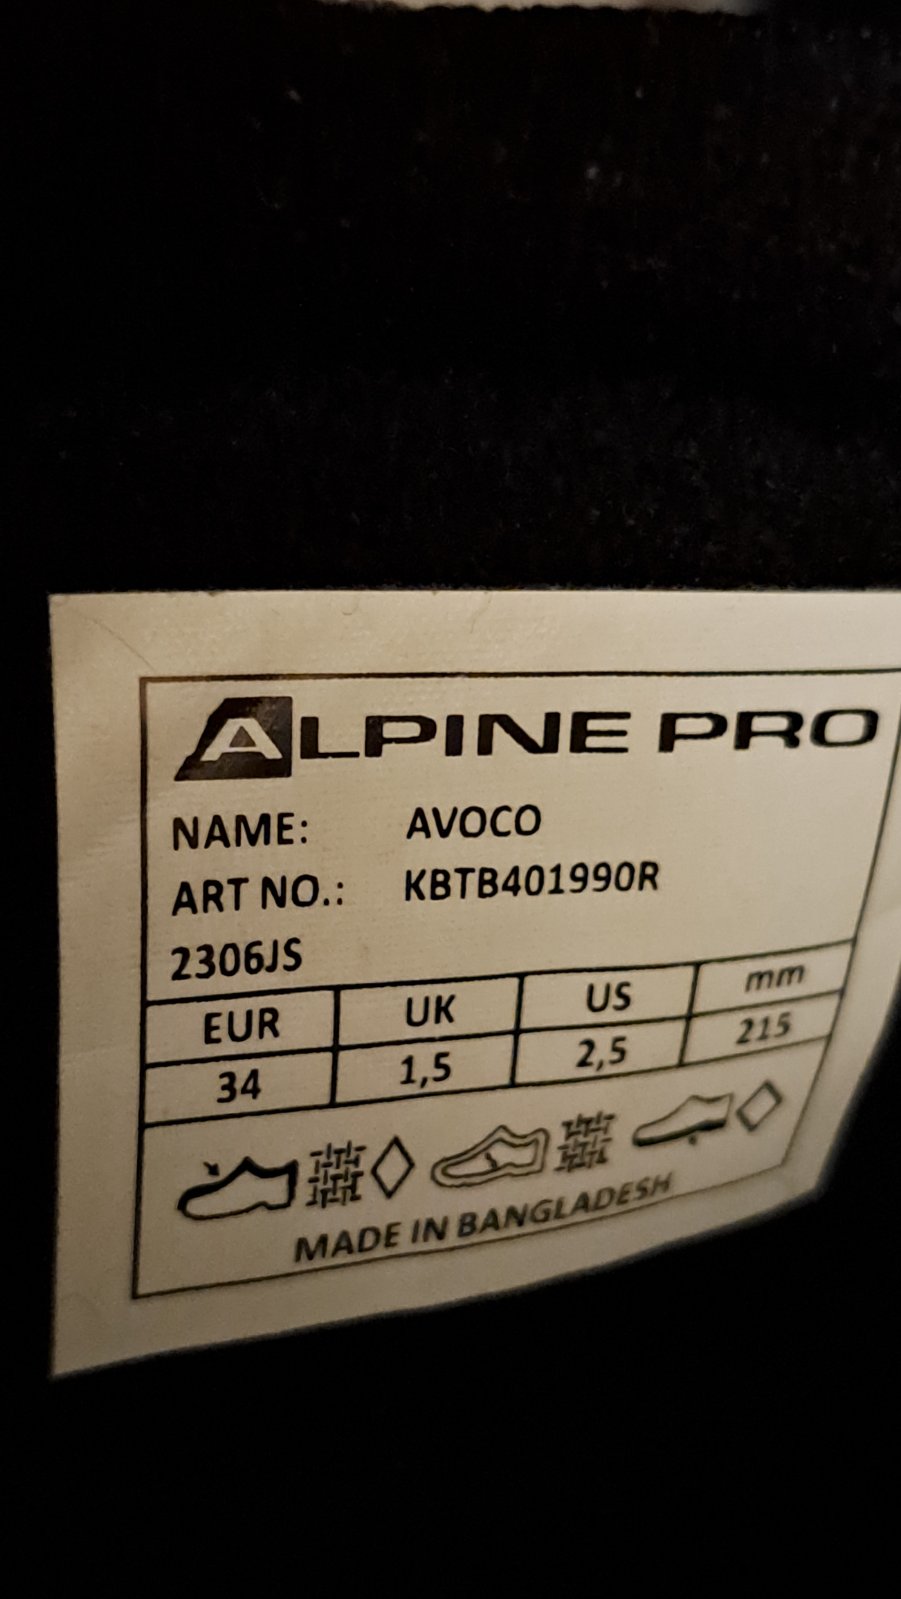 ALPINE PRO
NAME: AVOCO
ART NO.: KBTB401990R
2306JS
EUR UK US mm
34 1,5 2,5 215
MADE IN BANGLADESH